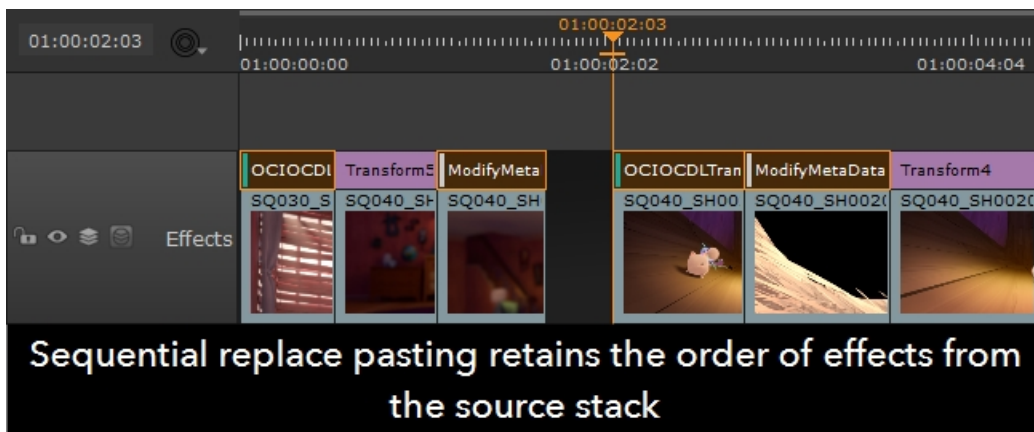 01:00:02:03
01:00:02:03
01:00:00:00 01:00:02:02 01:00:04:04
OCIOCDL Transform5 ModifyMeta OCIOCDLTran ModifyMetaData Transform4
SQ030_S SQ040_SH SQ040_SH SQ040_SH00 SQ040_SH002( SQ040_SH0020
Effects
Sequential replace pasting retains the order of effects from
the source stack